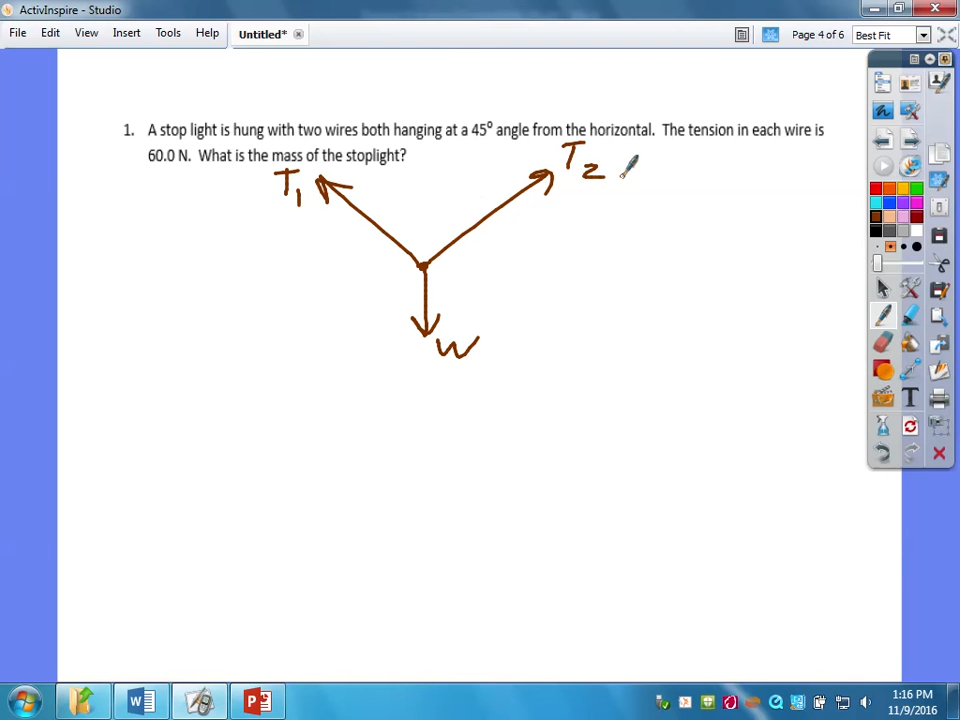 ActivInspire - Studio
File Edit View Insert Tools Help Untitled* Page 4 of 6 Best Fit
1. A stop light is hung with two wires both hanging at a 45⁰ angle from the horizontal. The tension in each wire is
60.0 N. What is the mass of the stoplight?
T₁ T₂
W
1:16 PM
11/9/2016